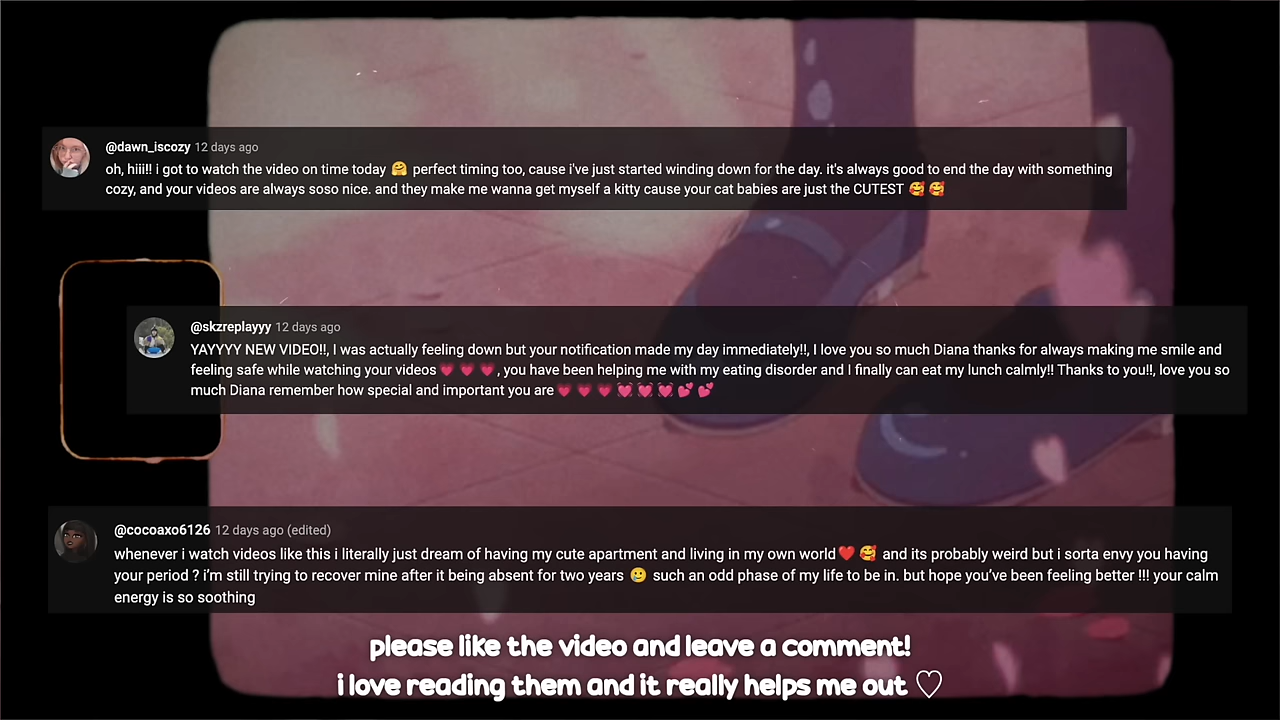 @dawn_iscozy 12 days ago
oh, hiii!! i got to watch the video on time today 🤗 perfect timing too, cause i've just started winding down for the day. it's always good to end the day with something
cozy, and your videos are always soso nice. and they make me wanna get myself a kitty cause your cat babies are just the CUTEST 🥰 🥰
@skzreplayyy 12 days ago
YAYYYY NEW VIDEO!!, I was actually feeling down but your notification made my day immediately!!, I love you so much Diana thanks for always making me smile and
feeling safe while watching your videos💗 💗 💗, you have been helping me with my eating disorder and I finally can eat my lunch calmly!! Thanks to you!!, love you so
much Diana remember how special and important you are💗 💗 💗 💓 💓 💓 💕 💕
@cocoaxo6126 12 days ago (edited)
whenever i watch videos like this i literally just dream of having my cute apartment and living in my own world❤️ 🥰 and its probably weird but i sorta envy you having
your period ? i'm still trying to recover mine after it being absent for two years 🥲 such an odd phase of my life to be in. but hope you've been feeling better !!! your calm
energy is so soothing
please like the video and leave a comment!
i love reading them and it really helps me out ♡